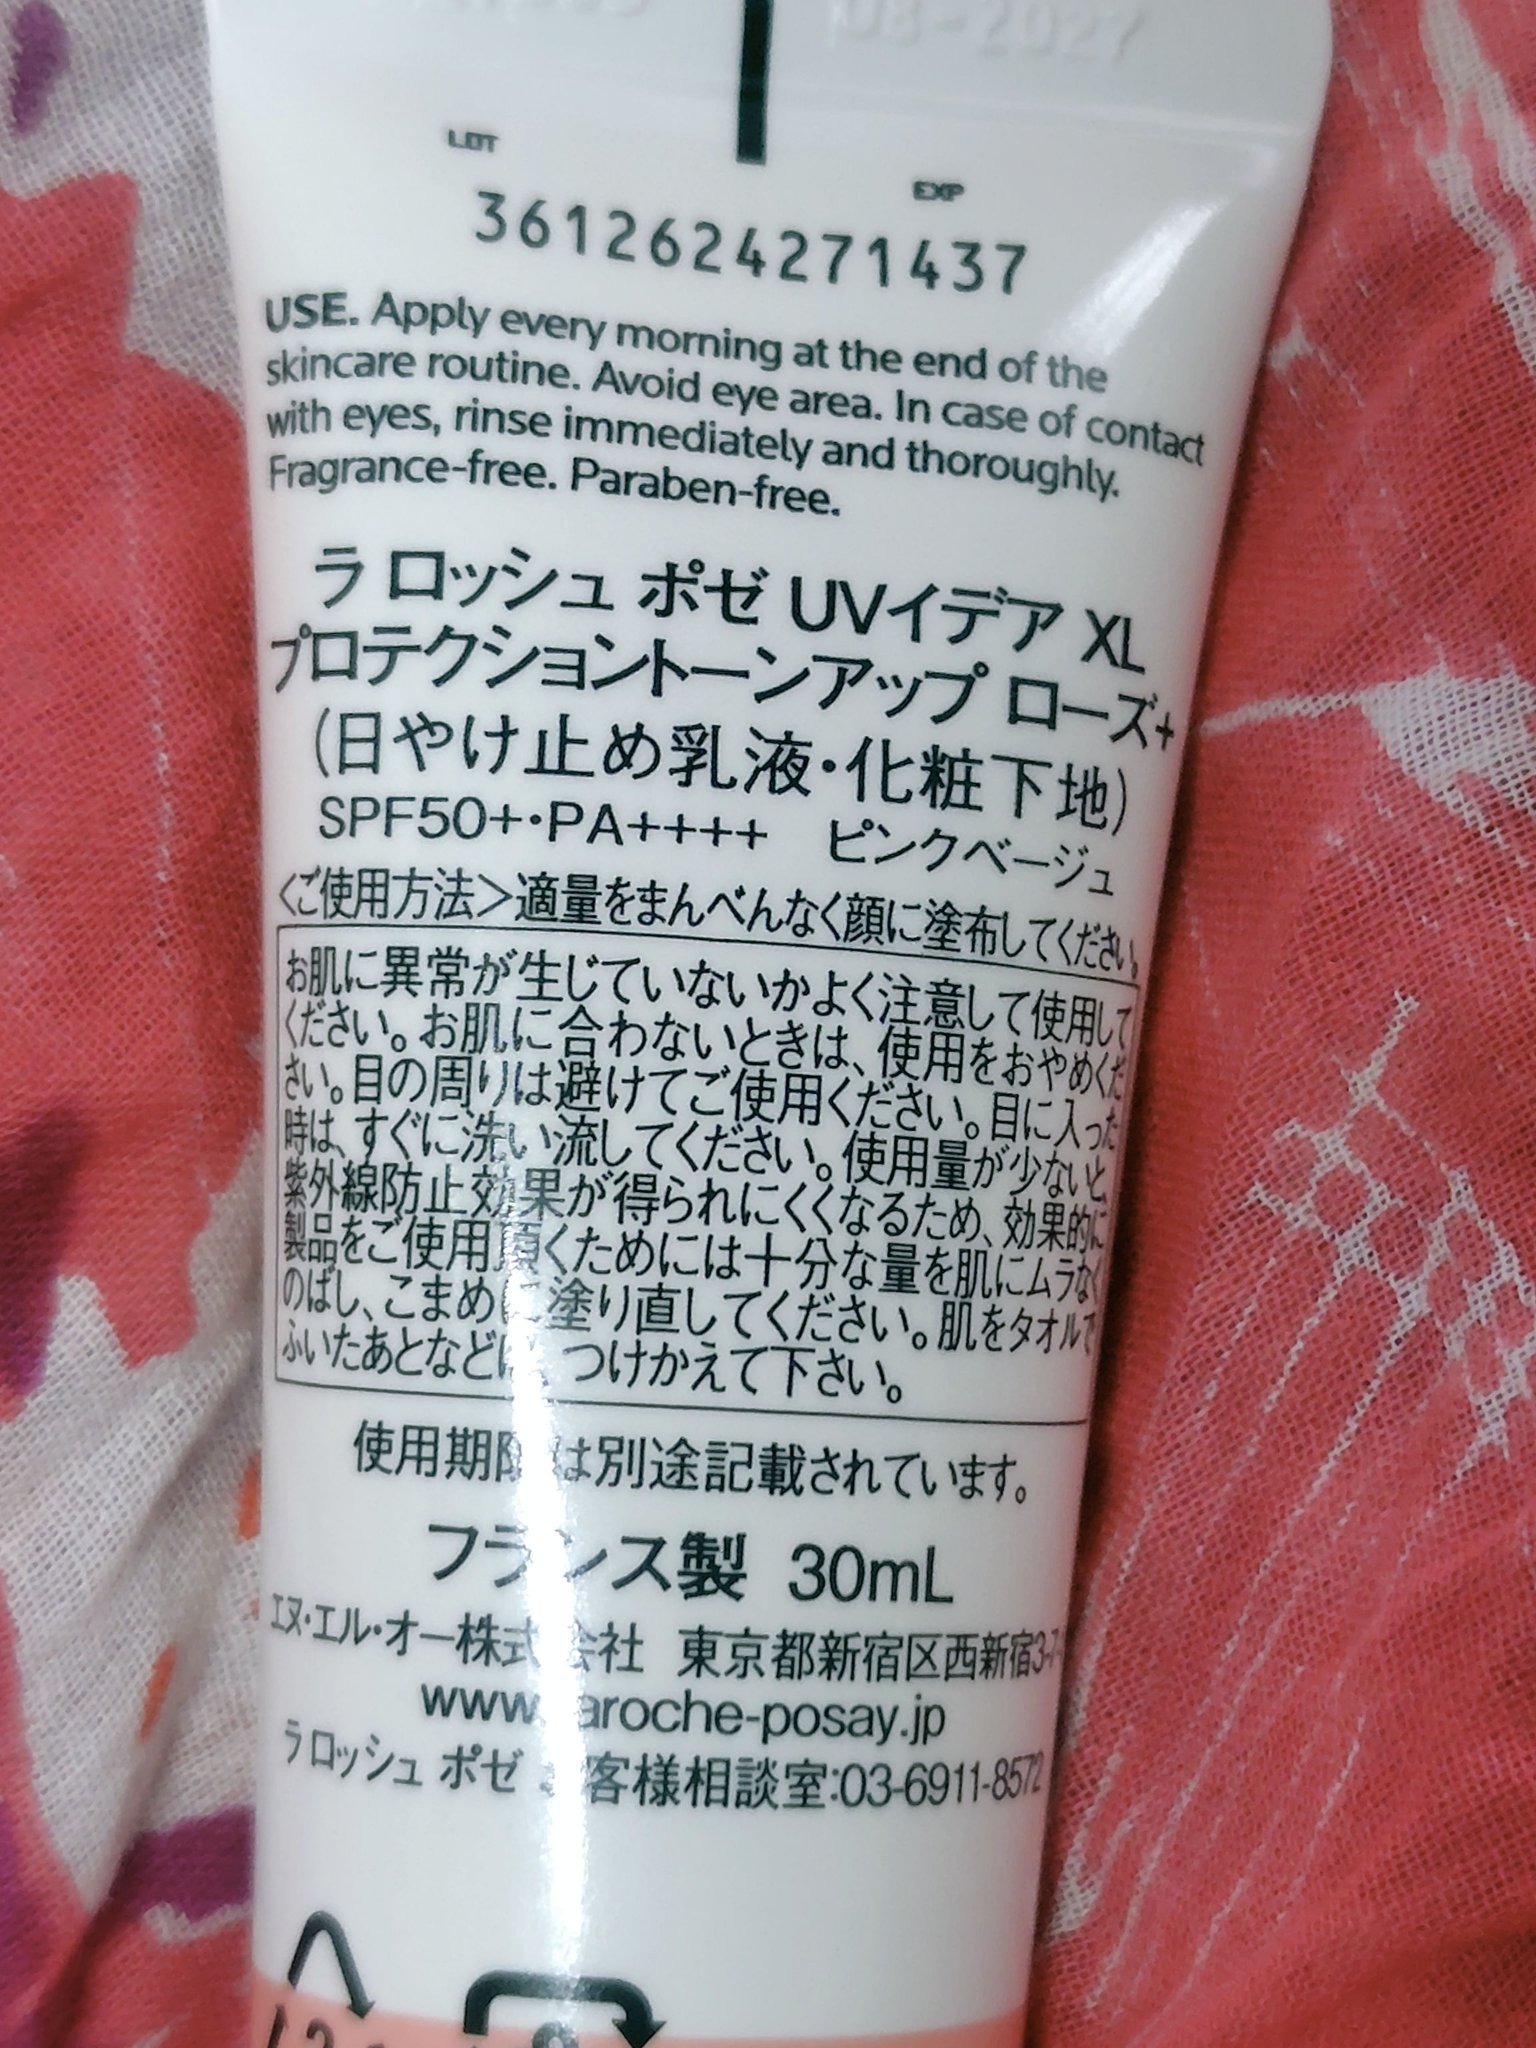 08-2027
LOT
EXP
3612624271437
USE. Apply every morning at the end of the
skincare routine. Avoid eye area. In case of contact
with eyes, rinse immediately and thoroughly.
Fragrance-free. Paraben-free.
ラ ロッシュ ポゼ UVイデア XL
プロテクショントーンアップ ローズ+
(日やけ止め乳液・化粧下地)
SPF50+・PA++++ ピンクベージュ
<ご使用方法>適量をまんべんなく顔に塗布してください。
お肌に異常が生じていないかよく注意して使用して
ください。お肌に合わないときは、使用をおやめくだ
さい。目の周りは避けてご使用ください。目に入った
時は、すぐに洗い流してください。使用量が少ないと、
紫外線防止効果が得られにくくなるため、効果的に
製品をご使用頂くためには十分な量を肌にムラなく
のばし、こまめに塗り直してください。肌をタオルで
ふいたあとなどは、つけかえて下さい。
使用期限は別途記載されています。
フランス製 30mL
エヌ・エル・オー株式会社 東京都新宿区西新宿3-7-
www.laroche-posay.jp
ラ ロッシュ ポゼ お客様相談室:03-6911-8572